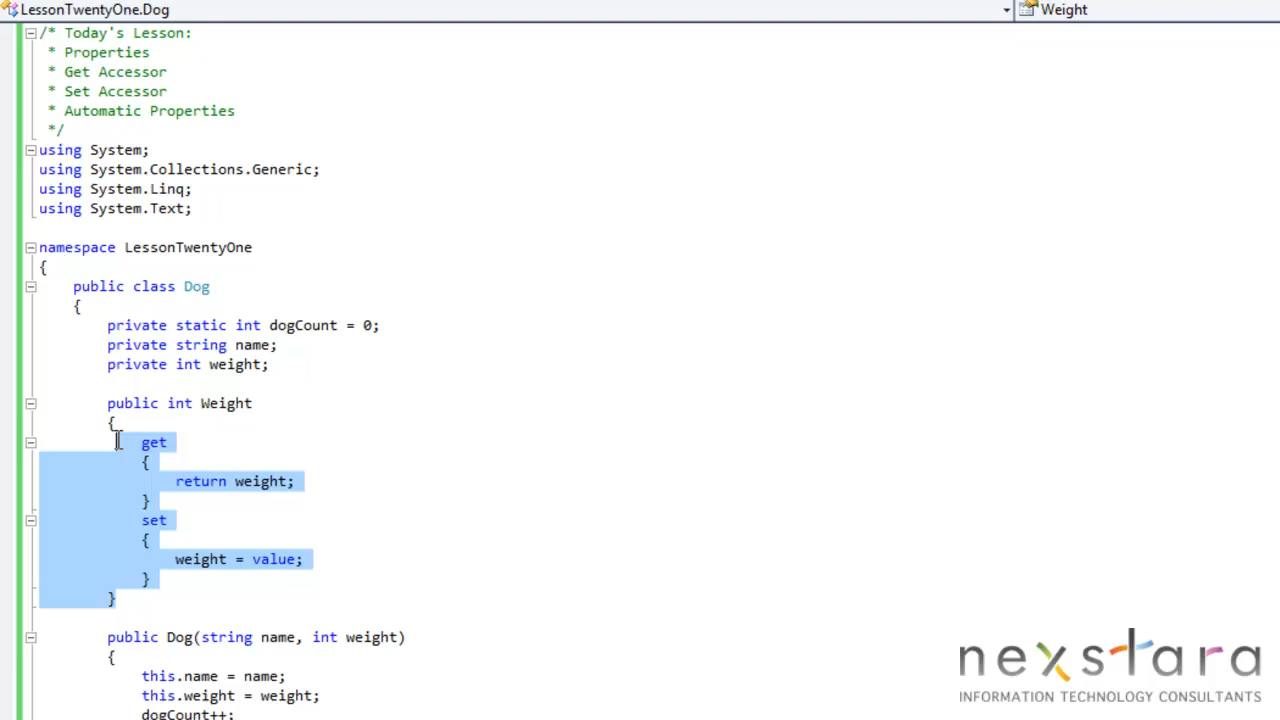 LessonTwentyOne.Dog
Weight
/* Today's Lesson:
* Properties
* Get Accessor
* Set Accessor
* Automatic Properties
*/
using System;
using System.Collections.Generic;
using System.Linq;
using System.Text;
namespace LessonTwentyOne
{
public class Dog
{
private static int dogCount = 0;
private string name;
private int weight;
public int Weight
{
get
{
return weight;
}
set
{
weight = value;
}
}
public Dog(string name, int weight)
{
this.name = name;
this.weight = weight;
dogCount++;
nexstara
INFORMATION TECHNOLOGY CONSULTANTS